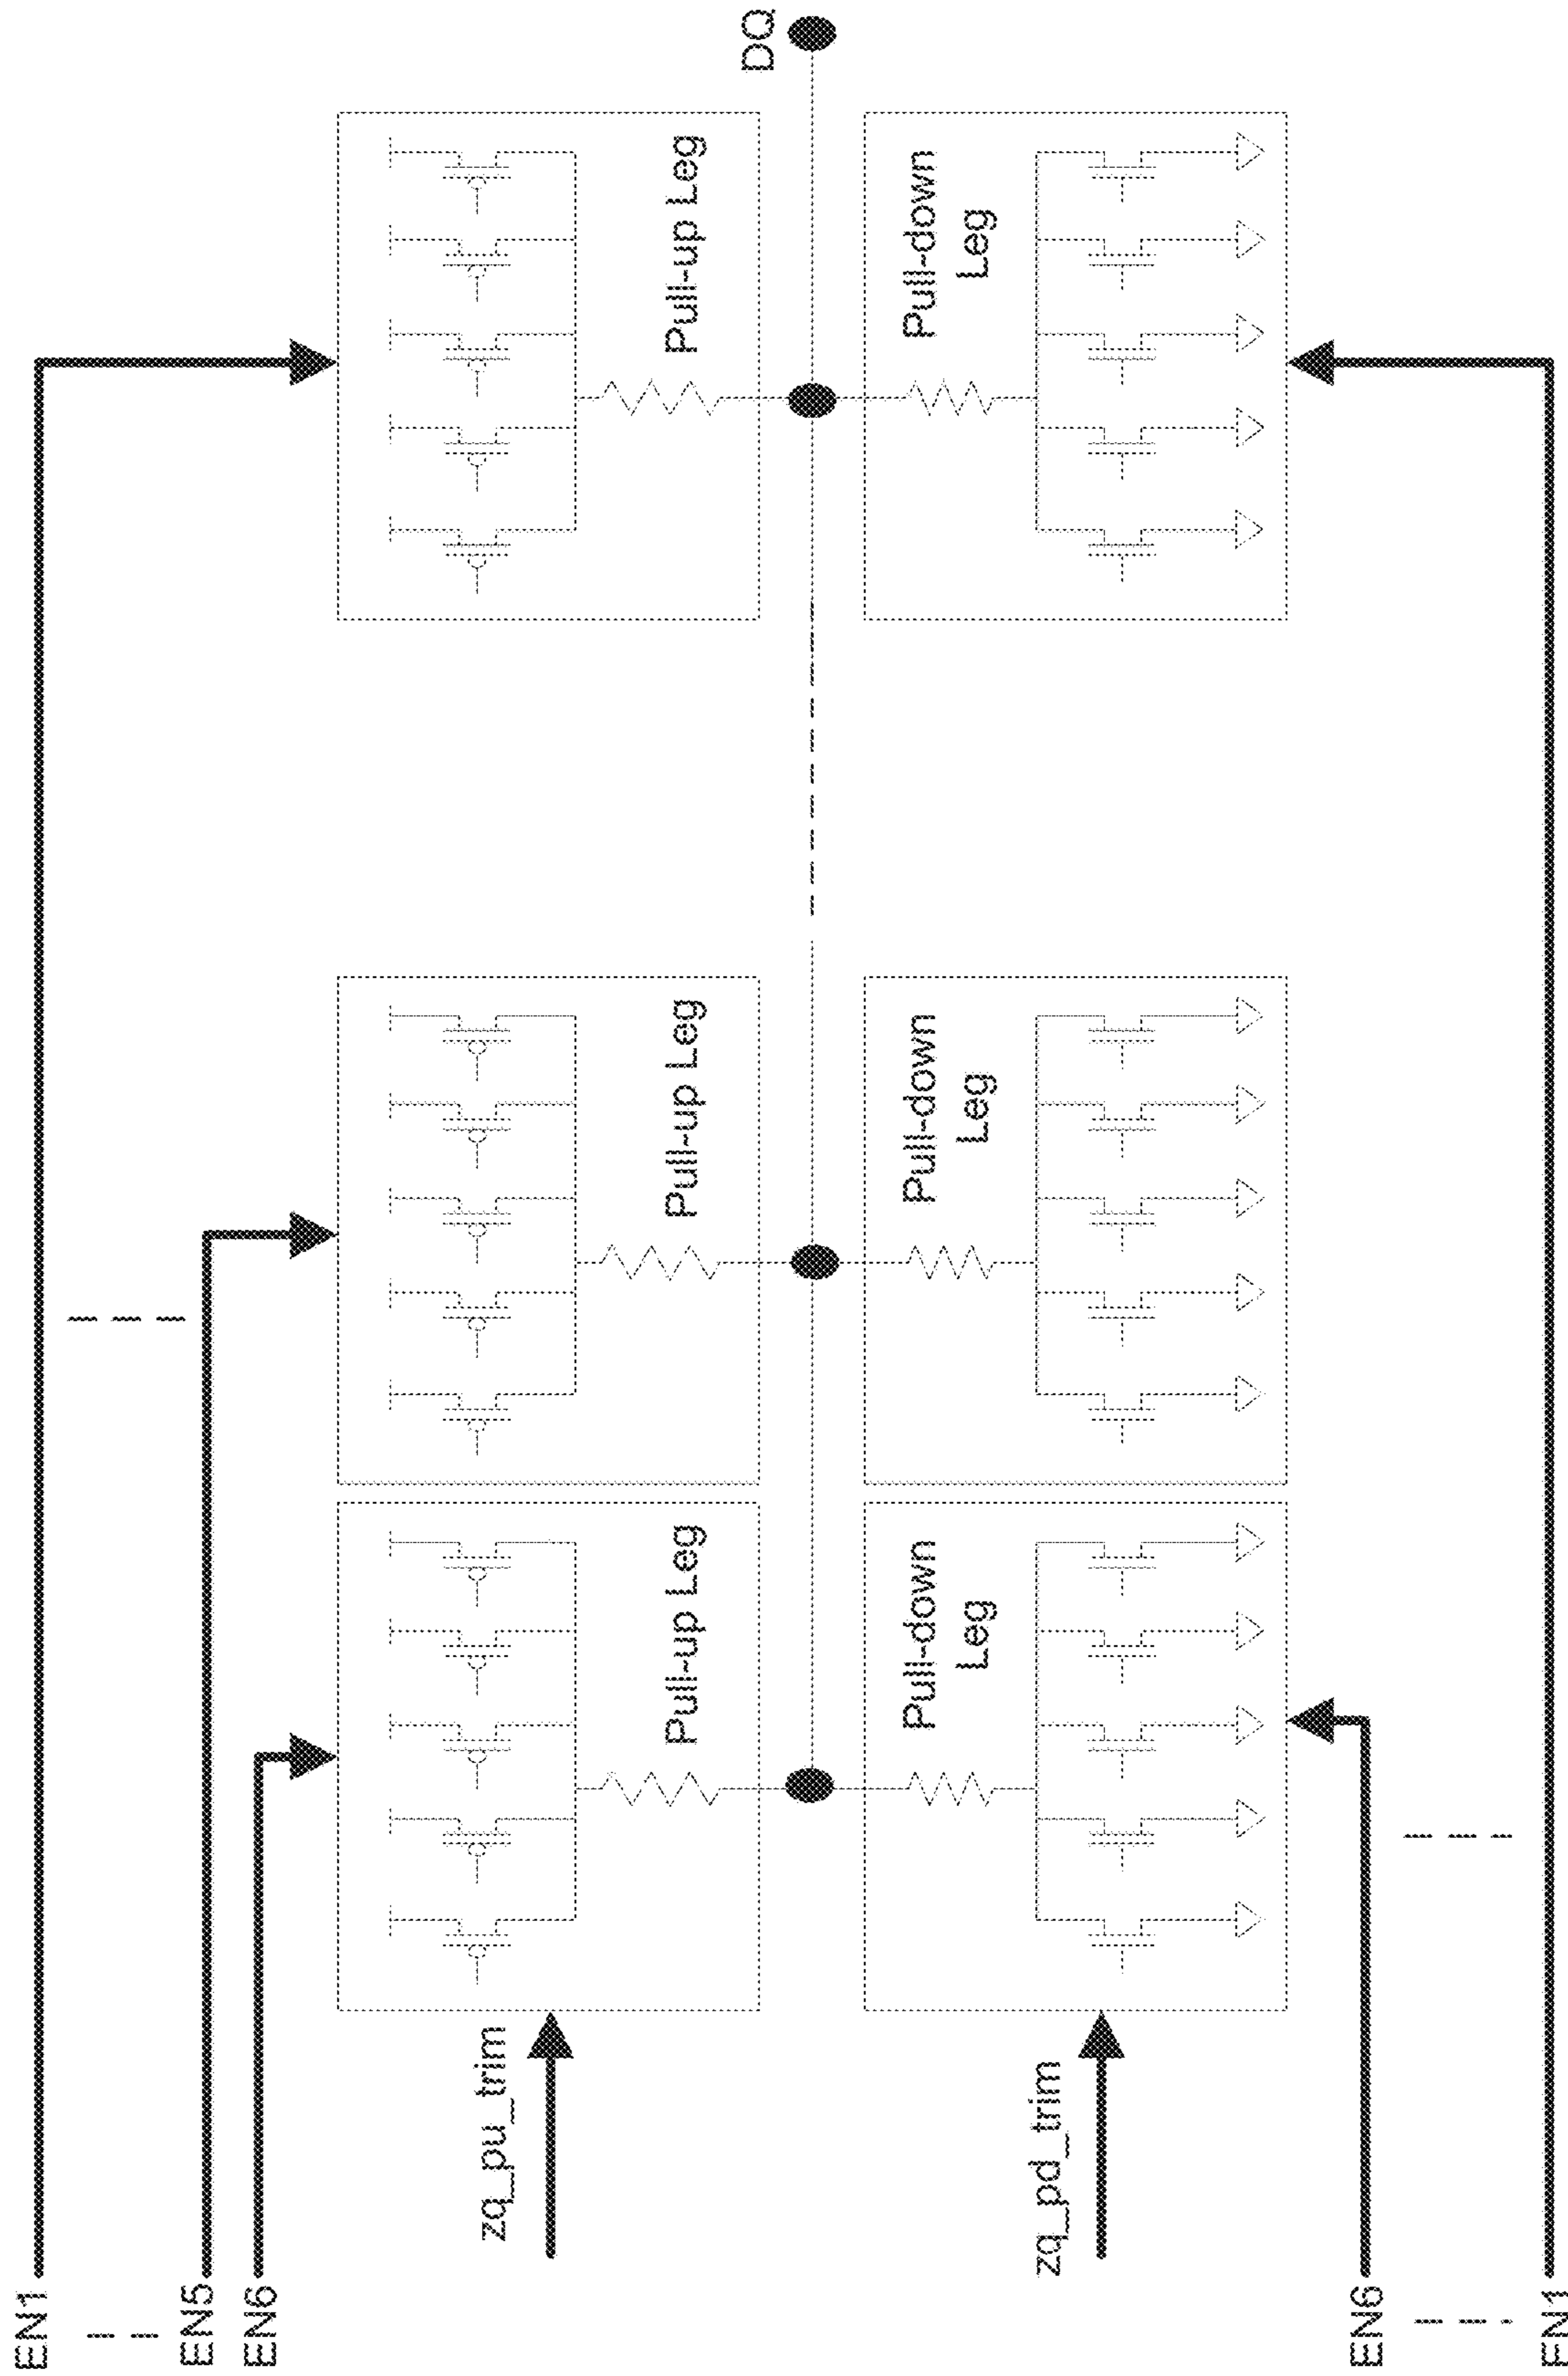 EN1
EN5
EN6
zq_pu_trim
Pull-up Leg
Pull-up Leg
Pull-up Leg
DQ
Pull-down
Leg
Pull-down
Leg
Pull-down
Leg
zq_pd_trim
EN6
EN1